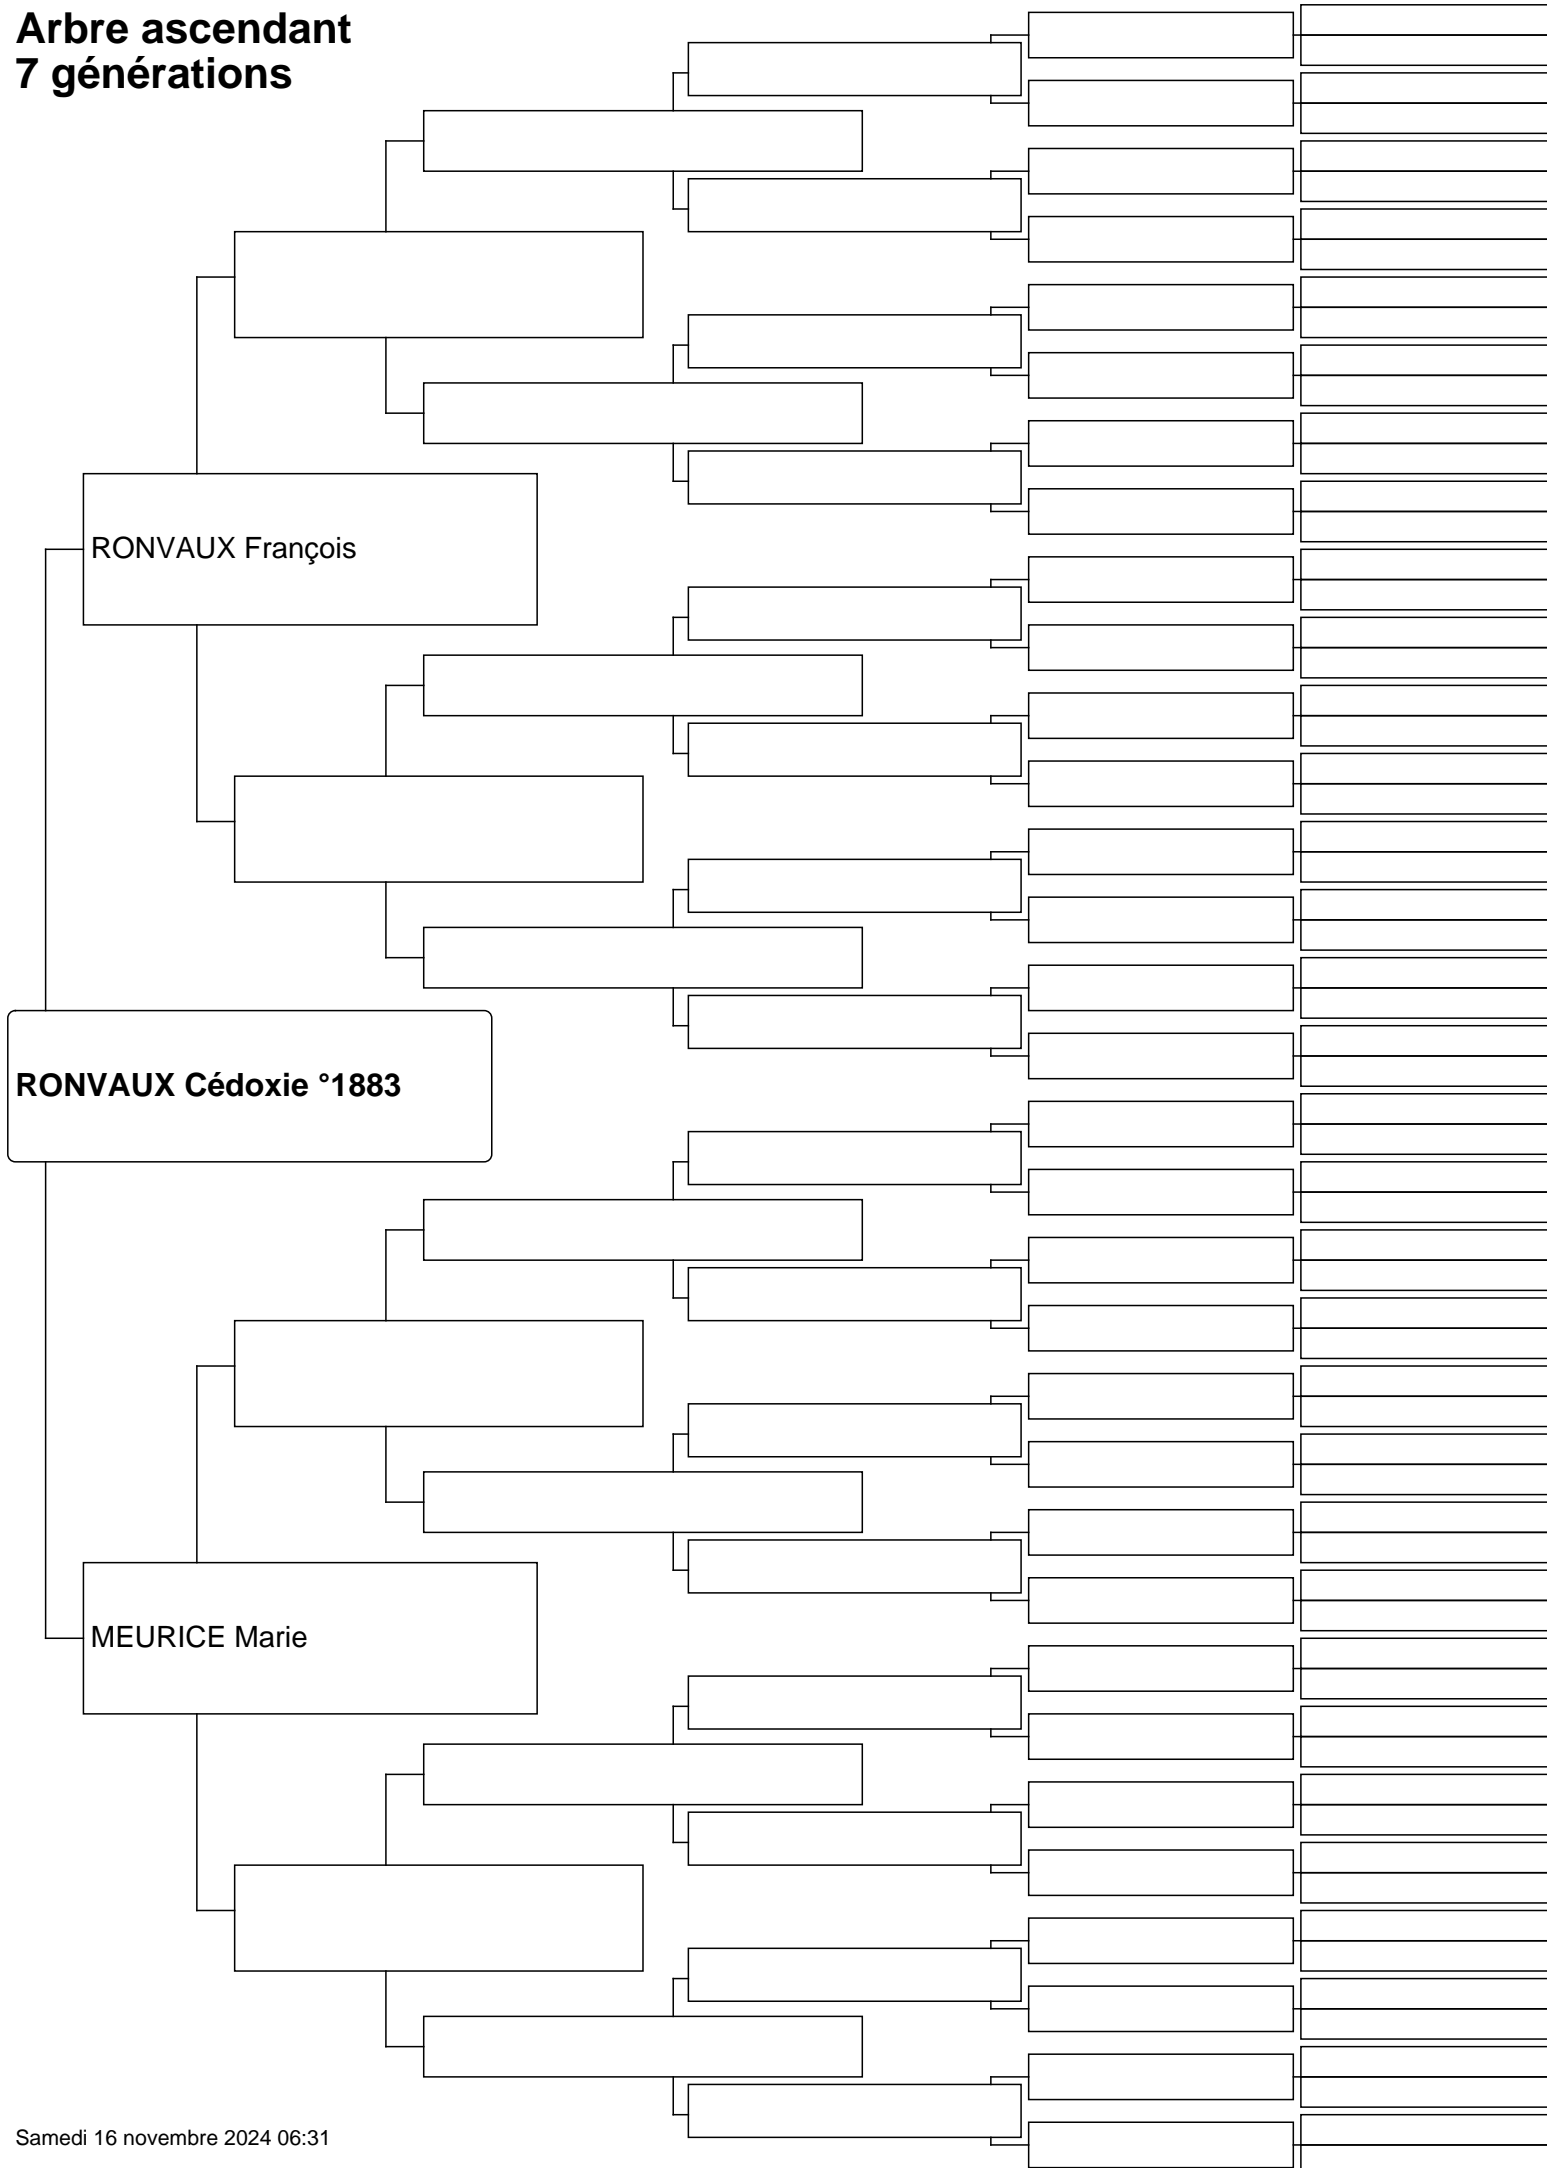 Arbre ascendant
7 générations
RONVAUX François
RONVAUX Cédoxie °1883
MEURICE Marie
Samedi 16 novembre 2024 06:31